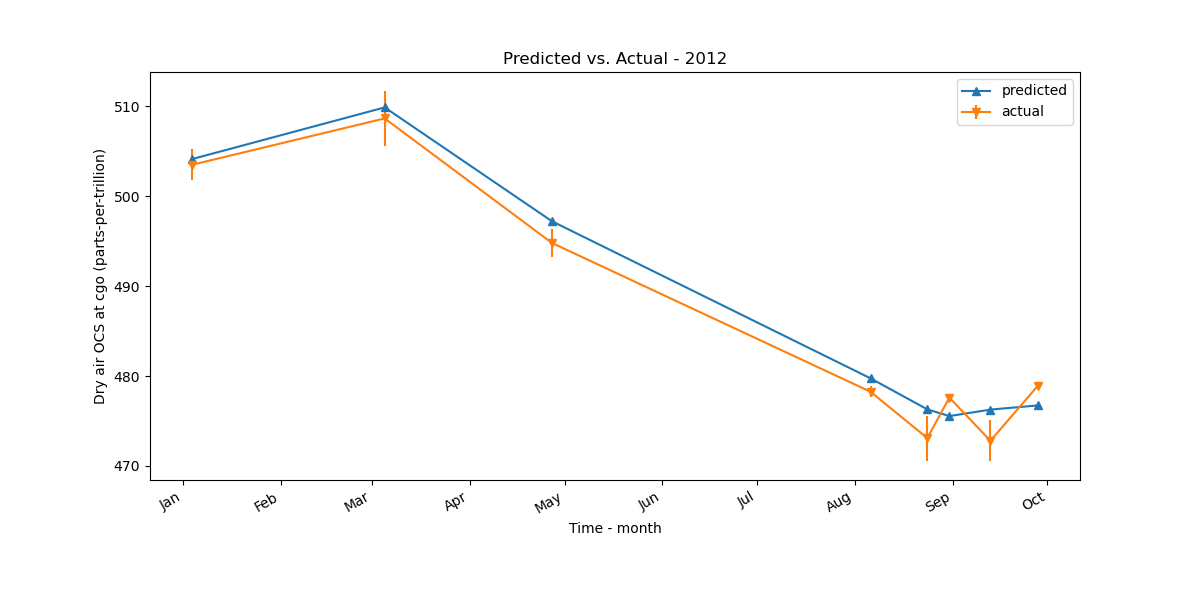 Predicted vs. Actual - 2012
predicted
actual
510
500
490
480
470
Dry air OCS at cgo (parts-per-trillion)
Jan
Feb
Mar
Apr
May
Jun
Jul
Aug
Sep
Oct
Time - month